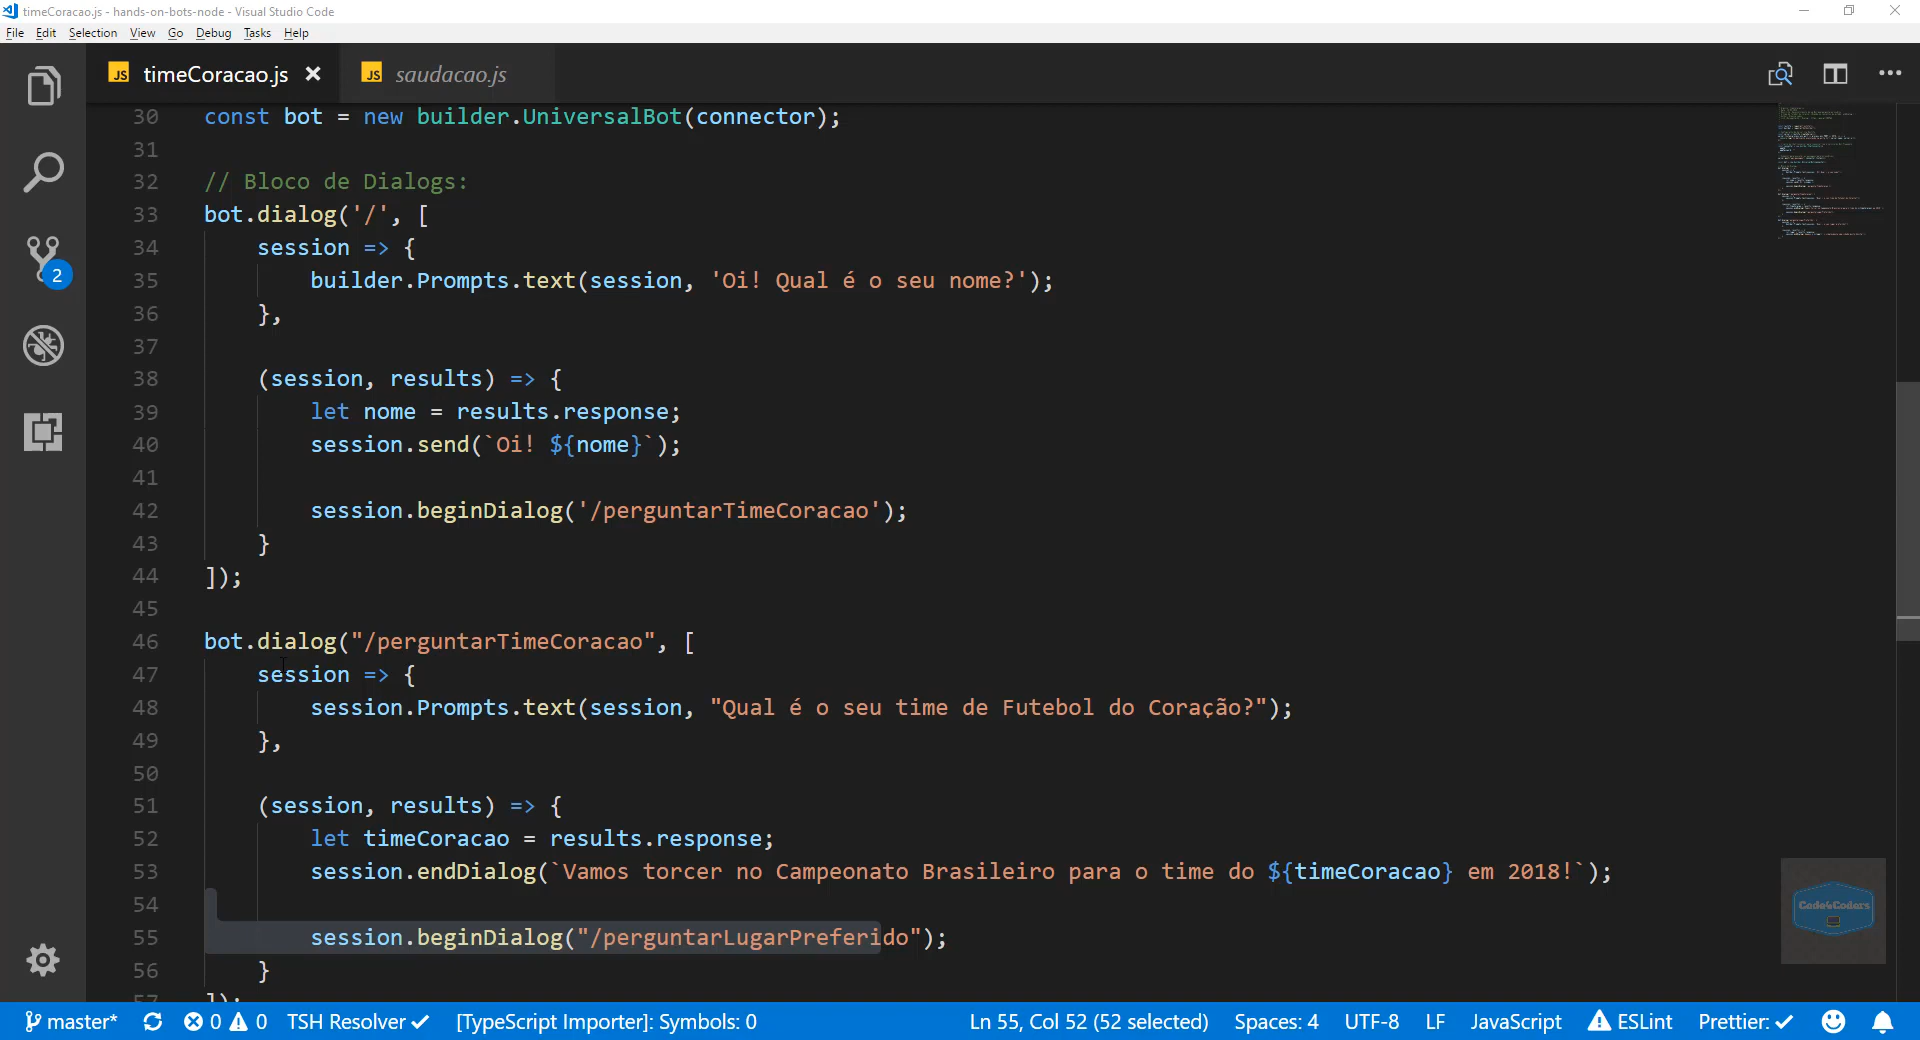 timeCoracao.js - hands-on-bots-node - Visual Studio Code
File Edit Selection View Go Debug Tasks Help
JS timeCoracao.js × JS saudacao.js
30 const bot = new builder.UniversalBot(connector);
31
32 // Bloco de Dialogs:
33 bot.dialog('/', [
34 session => {
35 builder.Prompts.text(session, 'Oi! Qual é o seu nome?');
36 },
37
38 (session, results) => {
39 let nome = results.response;
40 session.send(`Oi! ${nome}`);
41
42 session.beginDialog('/perguntarTimeCoracao');
43 }
44 ]);
45
46 bot.dialog("/perguntarTimeCoracao", [
47 session => {
48 session.Prompts.text(session, "Qual é o seu time de Futebol do Coração?");
49 },
50
51 (session, results) => {
52 let timeCoracao = results.response;
53 session.endDialog(`Vamos torcer no Campeonato Brasileiro para o time do ${timeCoracao} em 2018!`);
54
55 session.beginDialog("/perguntarLugarPreferido");
56 }
57 ]);
2
Code4Coders
master* 0 0 TSH Resolver ✓ [TypeScript Importer]: Symbols: 0 Ln 55, Col 52 (52 selected) Spaces: 4 UTF-8 LF JavaScript ESLint Prettier: ✓